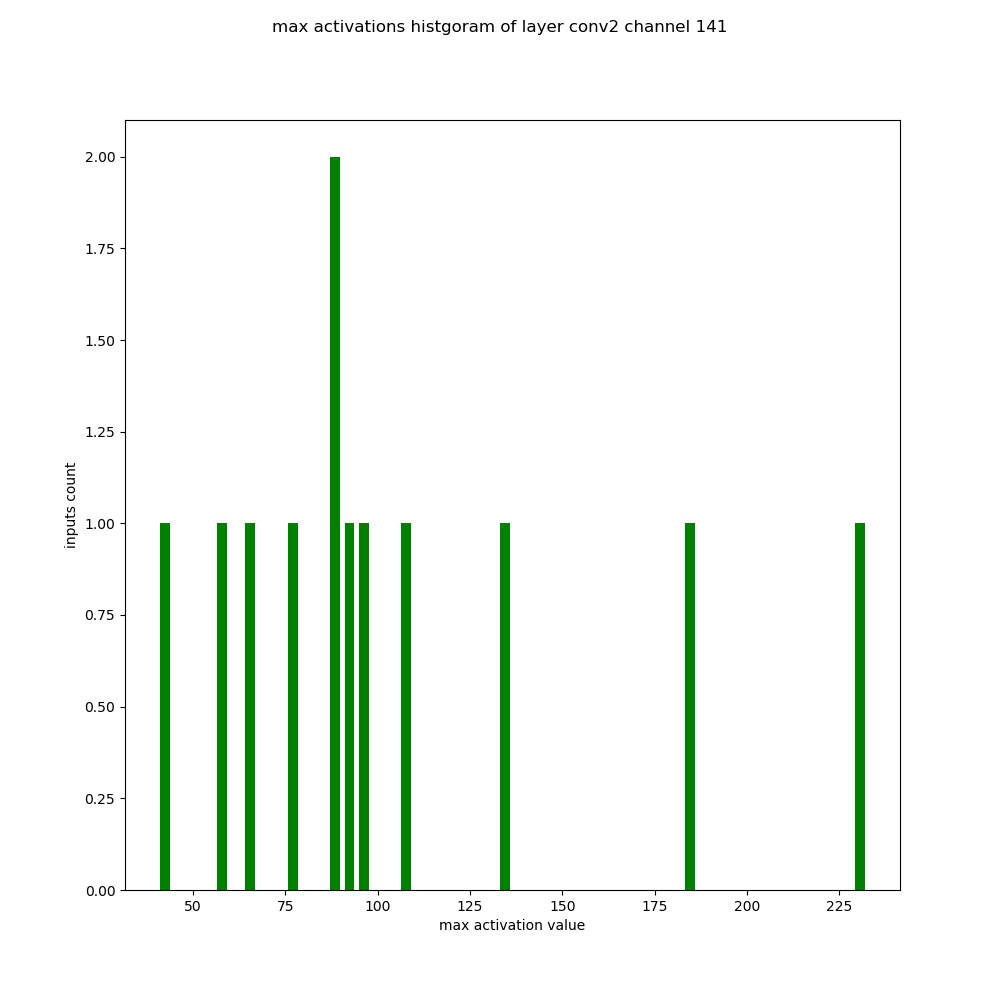 max activations histgoram of layer conv2 channel 141
2.00
1.75
1.50
1.25
1.00
0.75
0.50
0.25
0.00
inputs count
50 75 100 125 150 175 200 225
max activation value